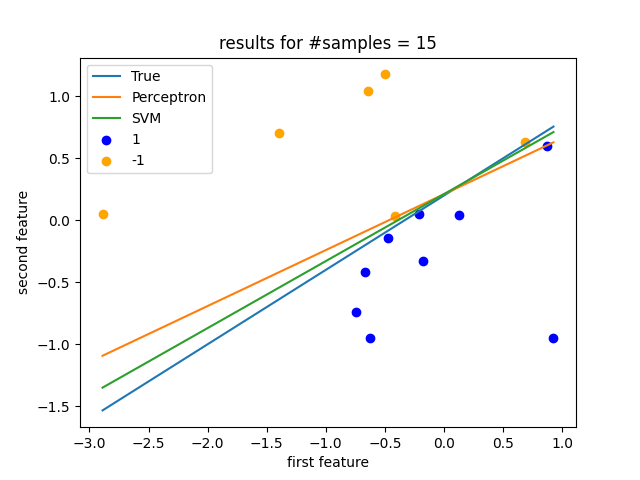 results for #samples = 15
True
Perceptron
SVM
1
-1
second feature
1.0
0.5
0.0
−0.5
−1.0
−1.5
−3.0 −2.5 −2.0 −1.5 −1.0 −0.5 0.0 0.5 1.0
first feature